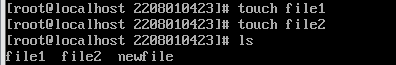 [root@localhost 2208010423]# touch file1
[root@localhost 2208010423]# touch file2
[root@localhost 2208010423]# ls
file1  file2  newfile